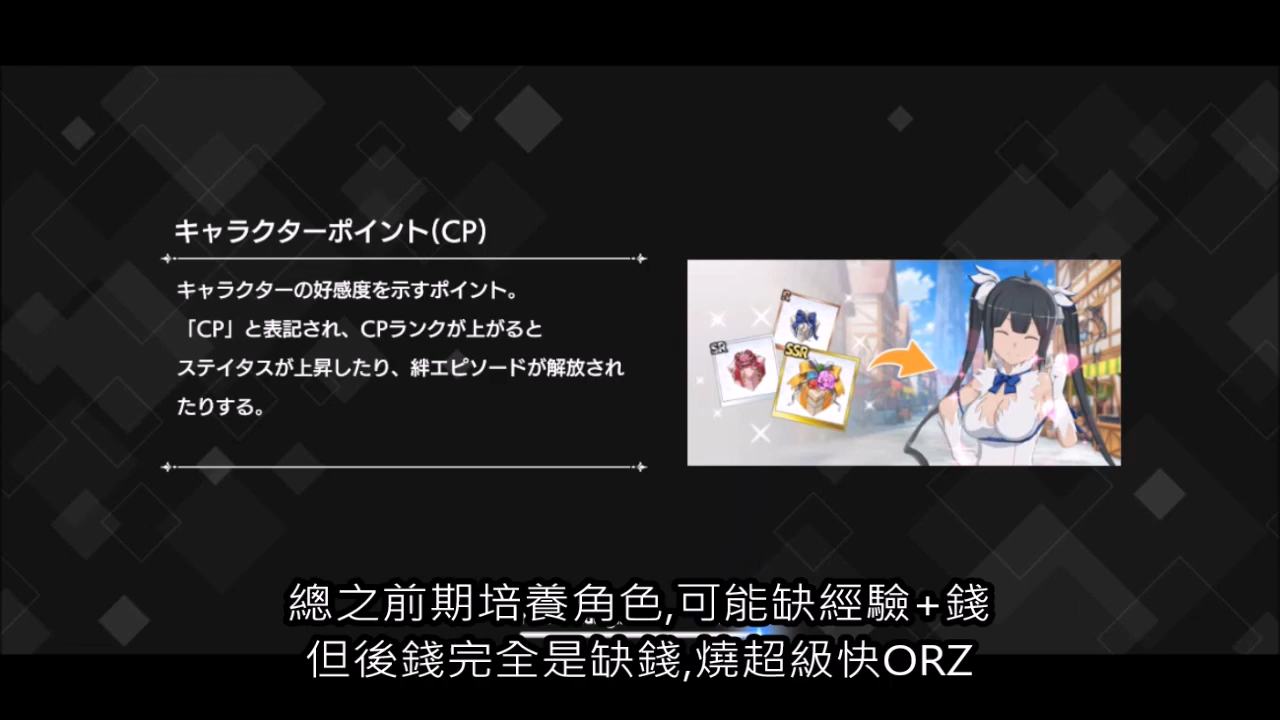 キャラクターポイント(CP)
キャラクターの好感度を示すポイント。
「CP」と表記され、CPランクが上がると
ステイタスが上昇したり、絆エピソードが解放され
たりする。
R
SR
SSR
總之前期培養角色,可能缺經驗+錢
但後錢完全是缺錢,燒超級快ORZ